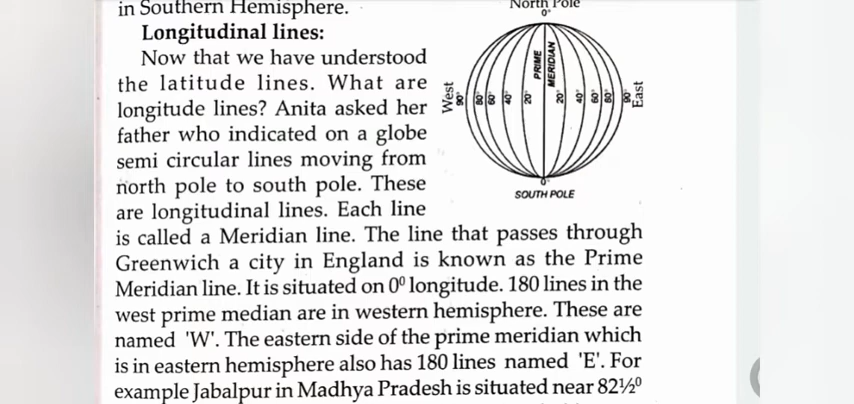 in Southern Hemisphere.
Longitudinal lines:
Now that we have understood
the latitude lines. What are
longitude lines? Anita asked her
father who indicated on a globe
semi circular lines moving from
north pole to south pole. These
are longitudinal lines. Each line
is called a Meridian line. The line that passes through
Greenwich a city in England is known as the Prime
Meridian line. It is situated on 0⁰ longitude. 180 lines in the
west prime median are in western hemisphere. These are
named 'W'. The eastern side of the prime meridian which
is in eastern hemisphere also has 180 lines named 'E'. For
example Jabalpur in Madhya Pradesh is situated near 82½⁰
North Pole
0°
West
90° 80° 60° 40° 20° PRIME MERIDIAN 20° 40° 60° 80° 90°
East
0°
SOUTH POLE